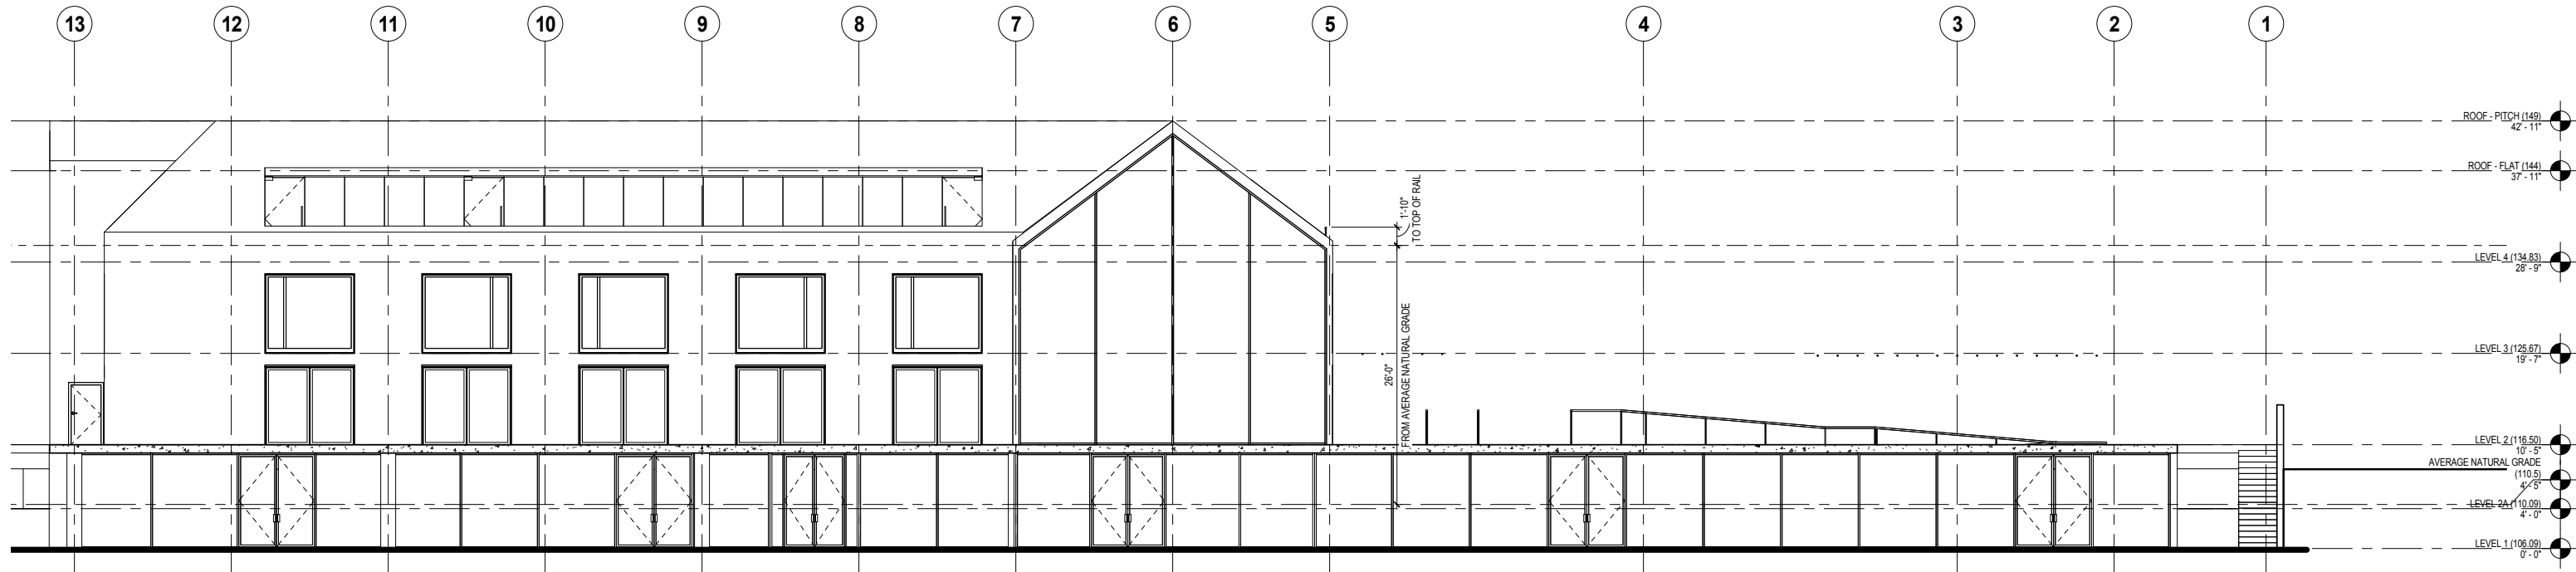 13 12 11 10 9 8 7 6 5 4 3 2 1
ROOF - PITCH (149)
42' - 11"
ROOF - FLAT (144)
37' - 11"
1'-10"
TO TOP OF RAIL
LEVEL 4 (134.83)
28' - 9"
26'-0"
FROM AVERAGE NATURAL GRADE
LEVEL 3 (125.67)
19' - 7"
LEVEL 2 (116.50)
10' - 5"
AVERAGE NATURAL GRADE
(110.5)
4' - 5"
LEVEL 2A (110.09)
4' - 0"
LEVEL 1 (106.09)
0' - 0"